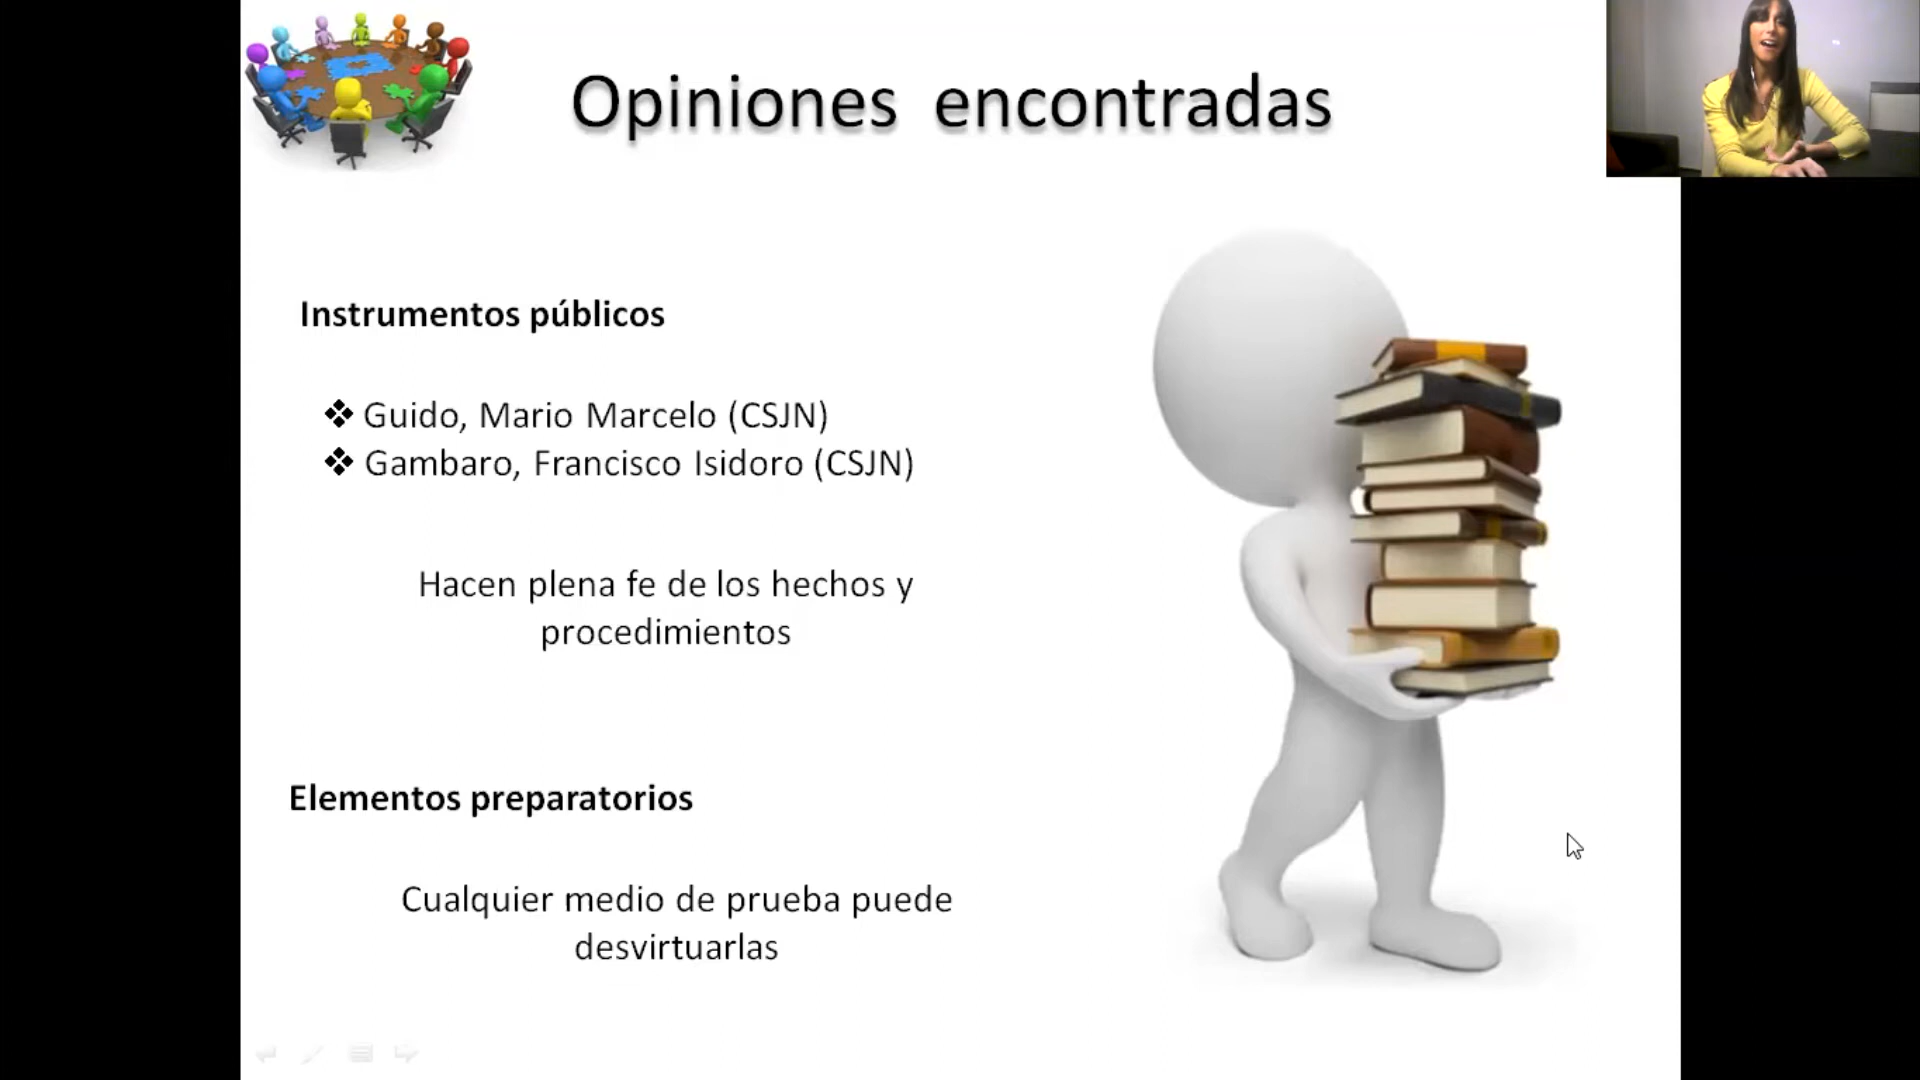 Opiniones encontradas
Instrumentos públicos
❖ Guido, Mario Marcelo (CSJN)
❖ Gambaro, Francisco Isidoro (CSJN)
Hacen plena fe de los hechos y
procedimientos
Elementos preparatorios
Cualquier medio de prueba puede
desvirtuarlas